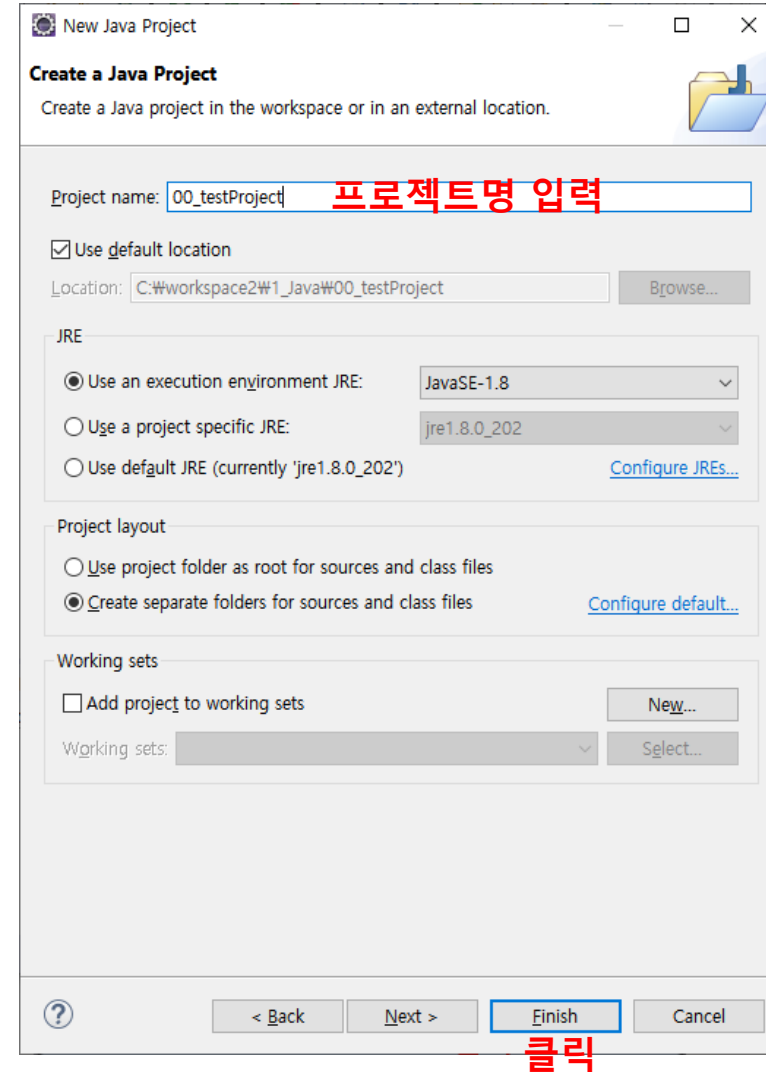 New Java Project
Create a Java Project
Create a Java project in the workspace or in an external location.
Project name: 00_testProject 프로젝트명 입력
Use default location
Location: C:₩workspace2₩1_Java₩00_testProject Browse...
JRE
Use an execution environment JRE: JavaSE-1.8
Use a project specific JRE: jre1.8.0_202
Use default JRE (currently 'jre1.8.0_202') Configure JREs...
Project layout
Use project folder as root for sources and class files
Create separate folders for sources and class files Configure default...
Working sets
Add project to working sets New...
Working sets: Select...
? < Back Next > Finish Cancel
클릭